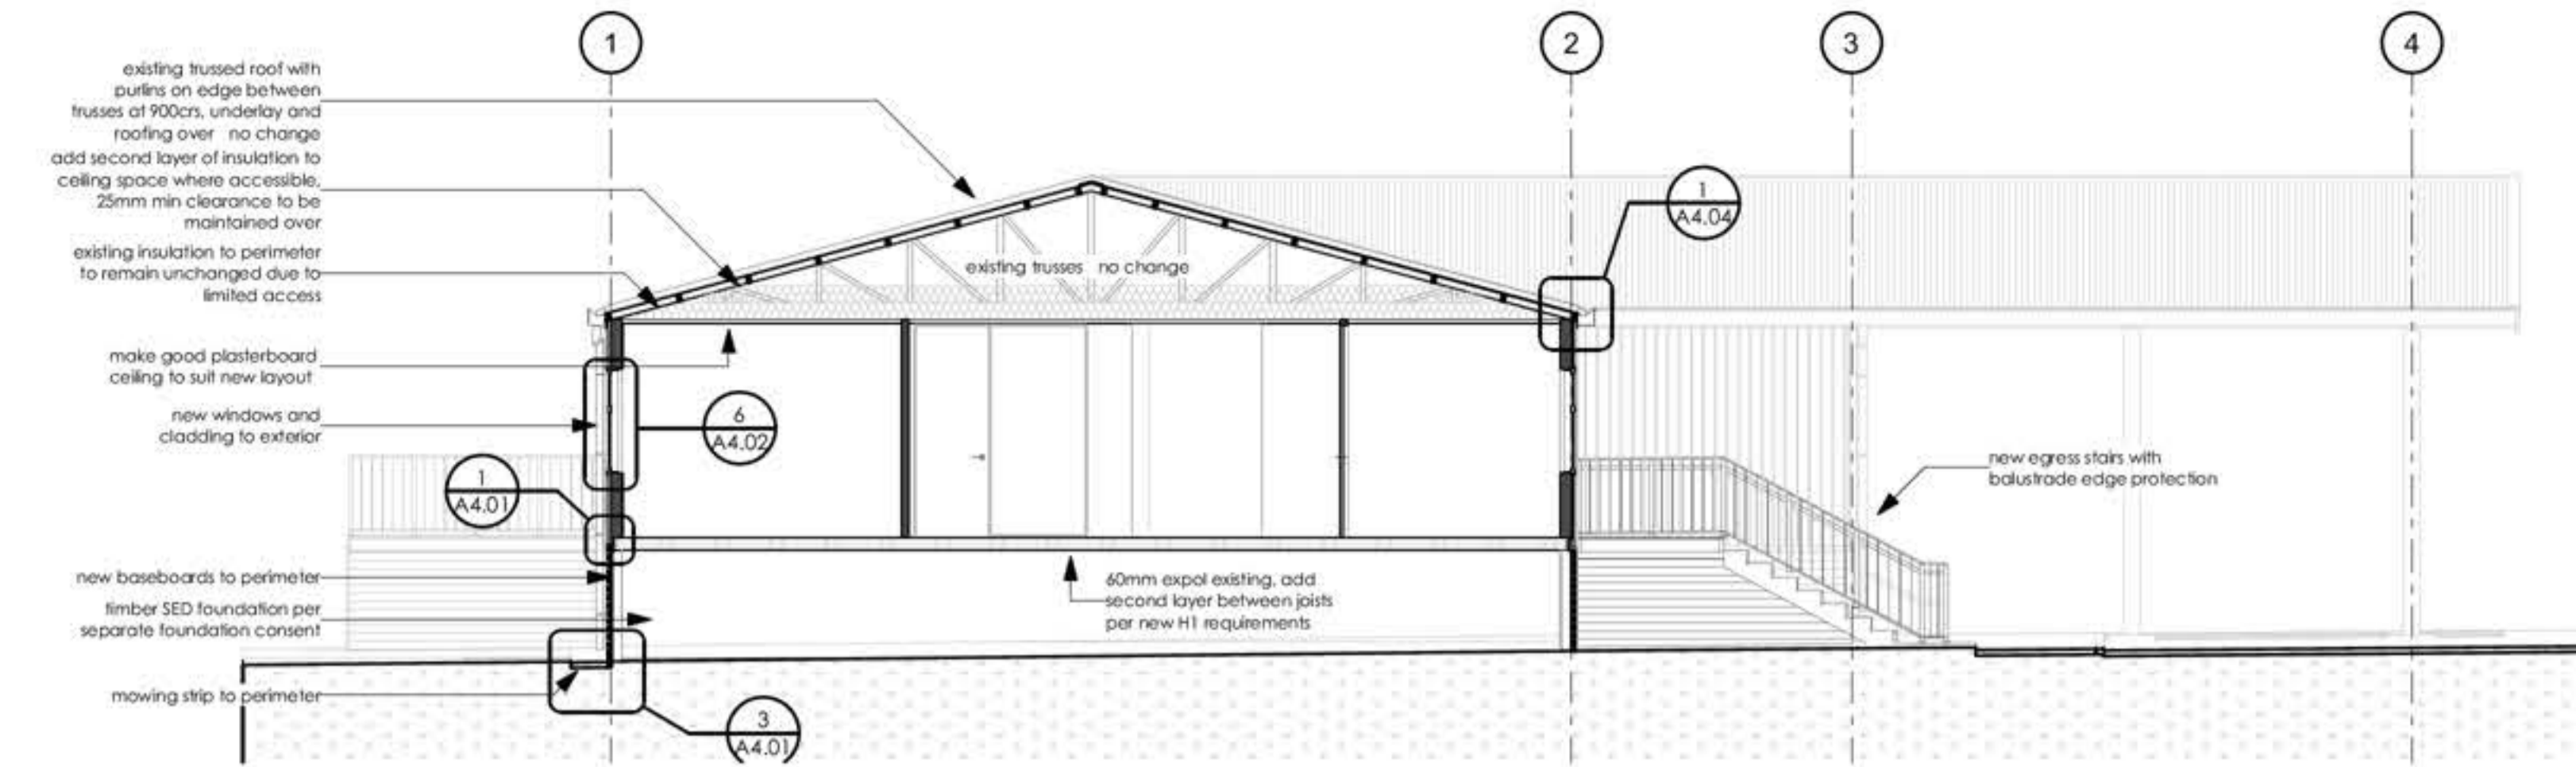 1
2
3
4
existing trussed roof with
purlins on edge between
trusses at 900crs, underlay and
roofing over no change
add second layer of insulation to
ceiling space where accessible,
25mm min clearance to be
maintained over
existing insulation to perimeter
to remain unchanged due to
limited access
make good plasterboard
ceiling to suit new layout
new windows and
cladding to exterior
new baseboards to perimeter
timber SED foundation per
separate foundation consent
mowing strip to perimeter
existing trusses no change
1
A4.04
6
A4.02
1
A4.01
new egress stairs with
balustrade edge protection
60mm expol existing, add
second layer between joists
per new H1 requirements
3
A4.01